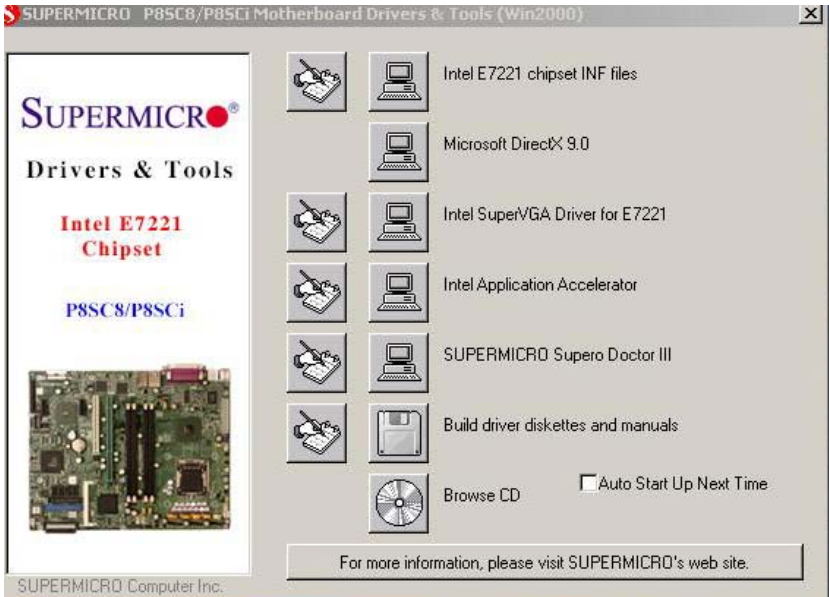 SUPERMICRO P8SC8/P8SCi Motherboard Drivers & Tools (Win2000)
SUPERMICRO®
Drivers & Tools
Intel E7221
Chipset
P8SC8/P8SCi
Intel E7221 chipset INF files
Microsoft DirectX 9.0
Intel SuperVGA Driver for E7221
Intel Application Accelerator
SUPERMICRO Supero Doctor III
Build driver diskettes and manuals
Browse CD
Auto Start Up Next Time
For more information, please visit SUPERMICRO's web site.
SUPERMICRO Computer Inc.